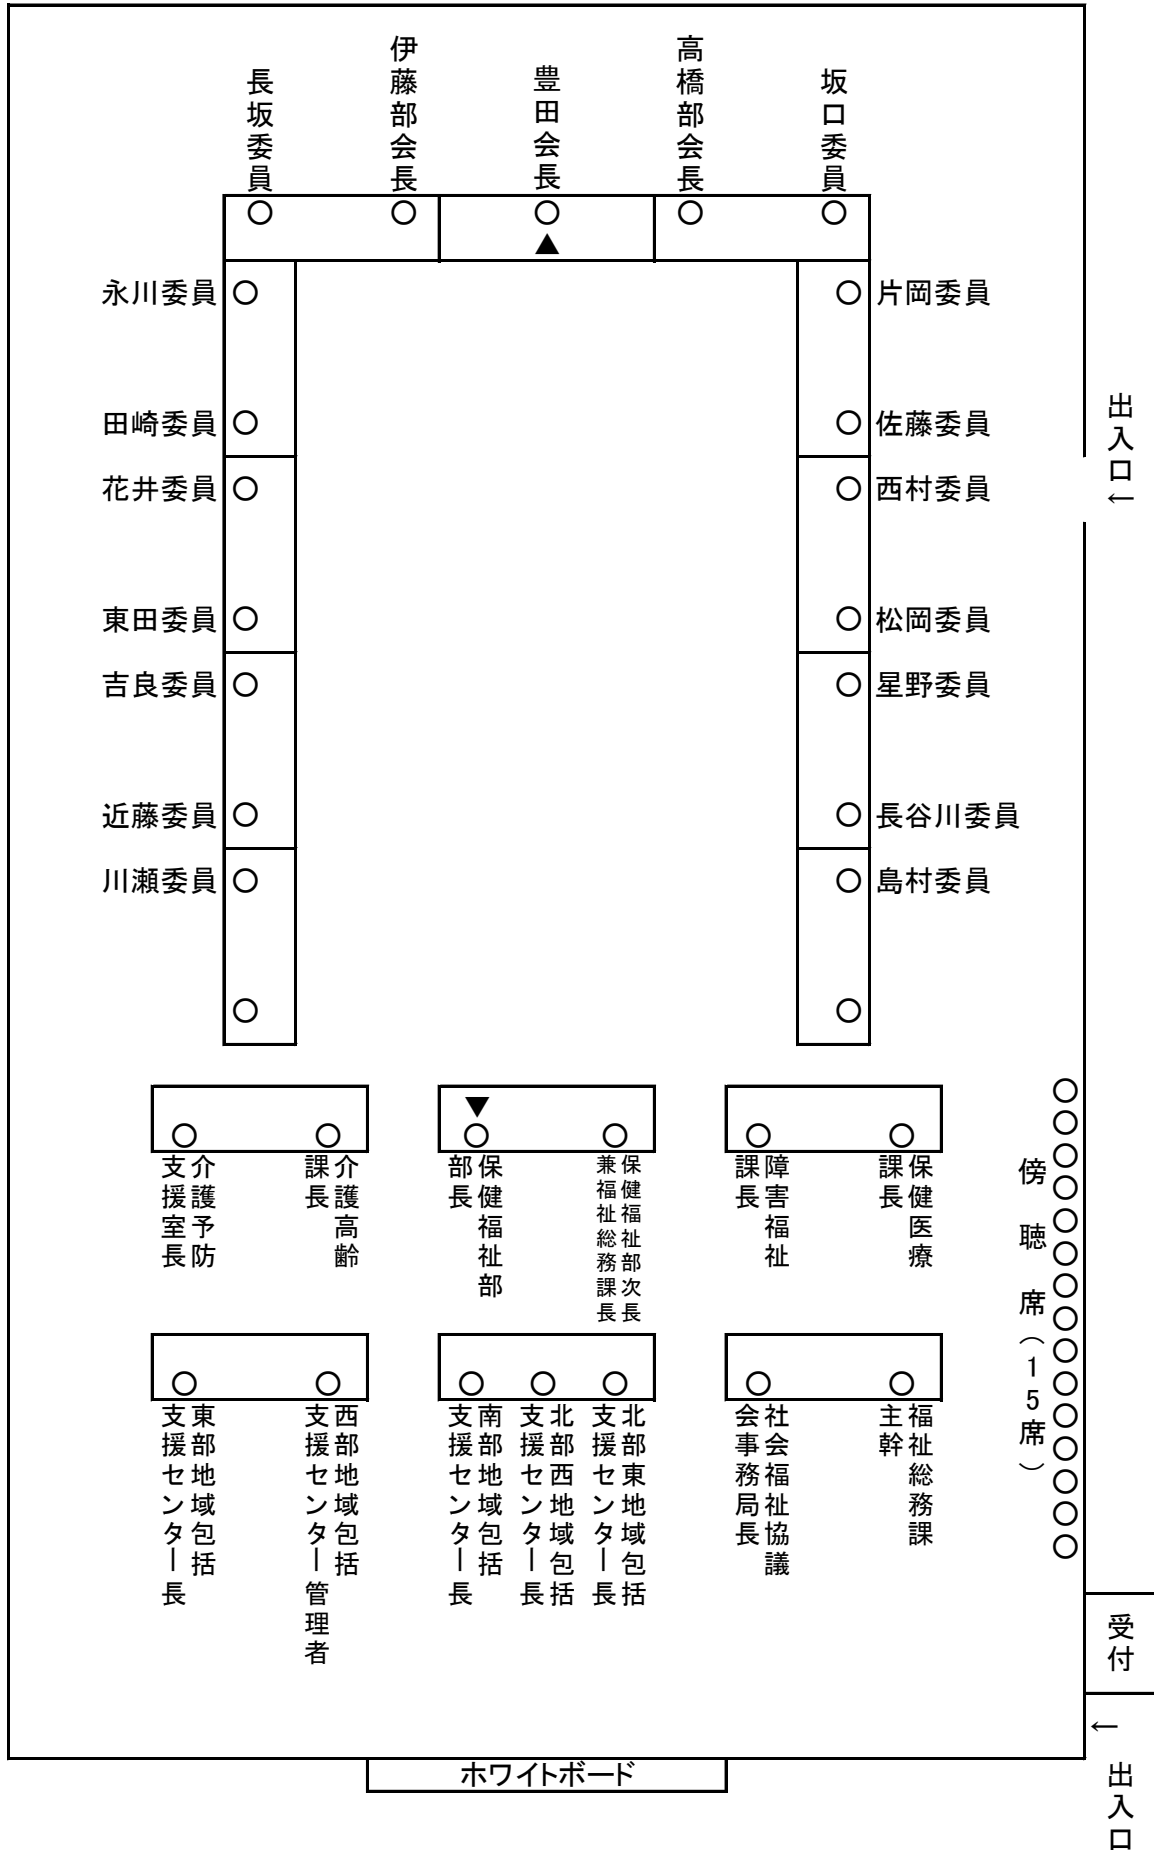 長坂委員
伊藤部会長
豊田会長
高橋部会長
坂口委員
▲
永川委員
片岡委員
田崎委員
佐藤委員
花井委員
西村委員
東田委員
松岡委員
吉良委員
星野委員
近藤委員
長谷川委員
川瀬委員
島村委員
出入口←
▼
介護予防
支援室長
介護高齢
課長
保健福祉部
部長
保健福祉部次長
兼福祉総務課長
障害福祉
課長
保健医療
課長
傍聴席（15席）
東部地域包括
支援センター長
西部地域包括
支援センター管理者
南部地域包括
支援センター長
北部西地域包括
支援センター長
北部東地域包括
支援センター長
社会福祉協議
会事務局長
福祉総務課
主幹
受付
←
出入口
ホワイトボード